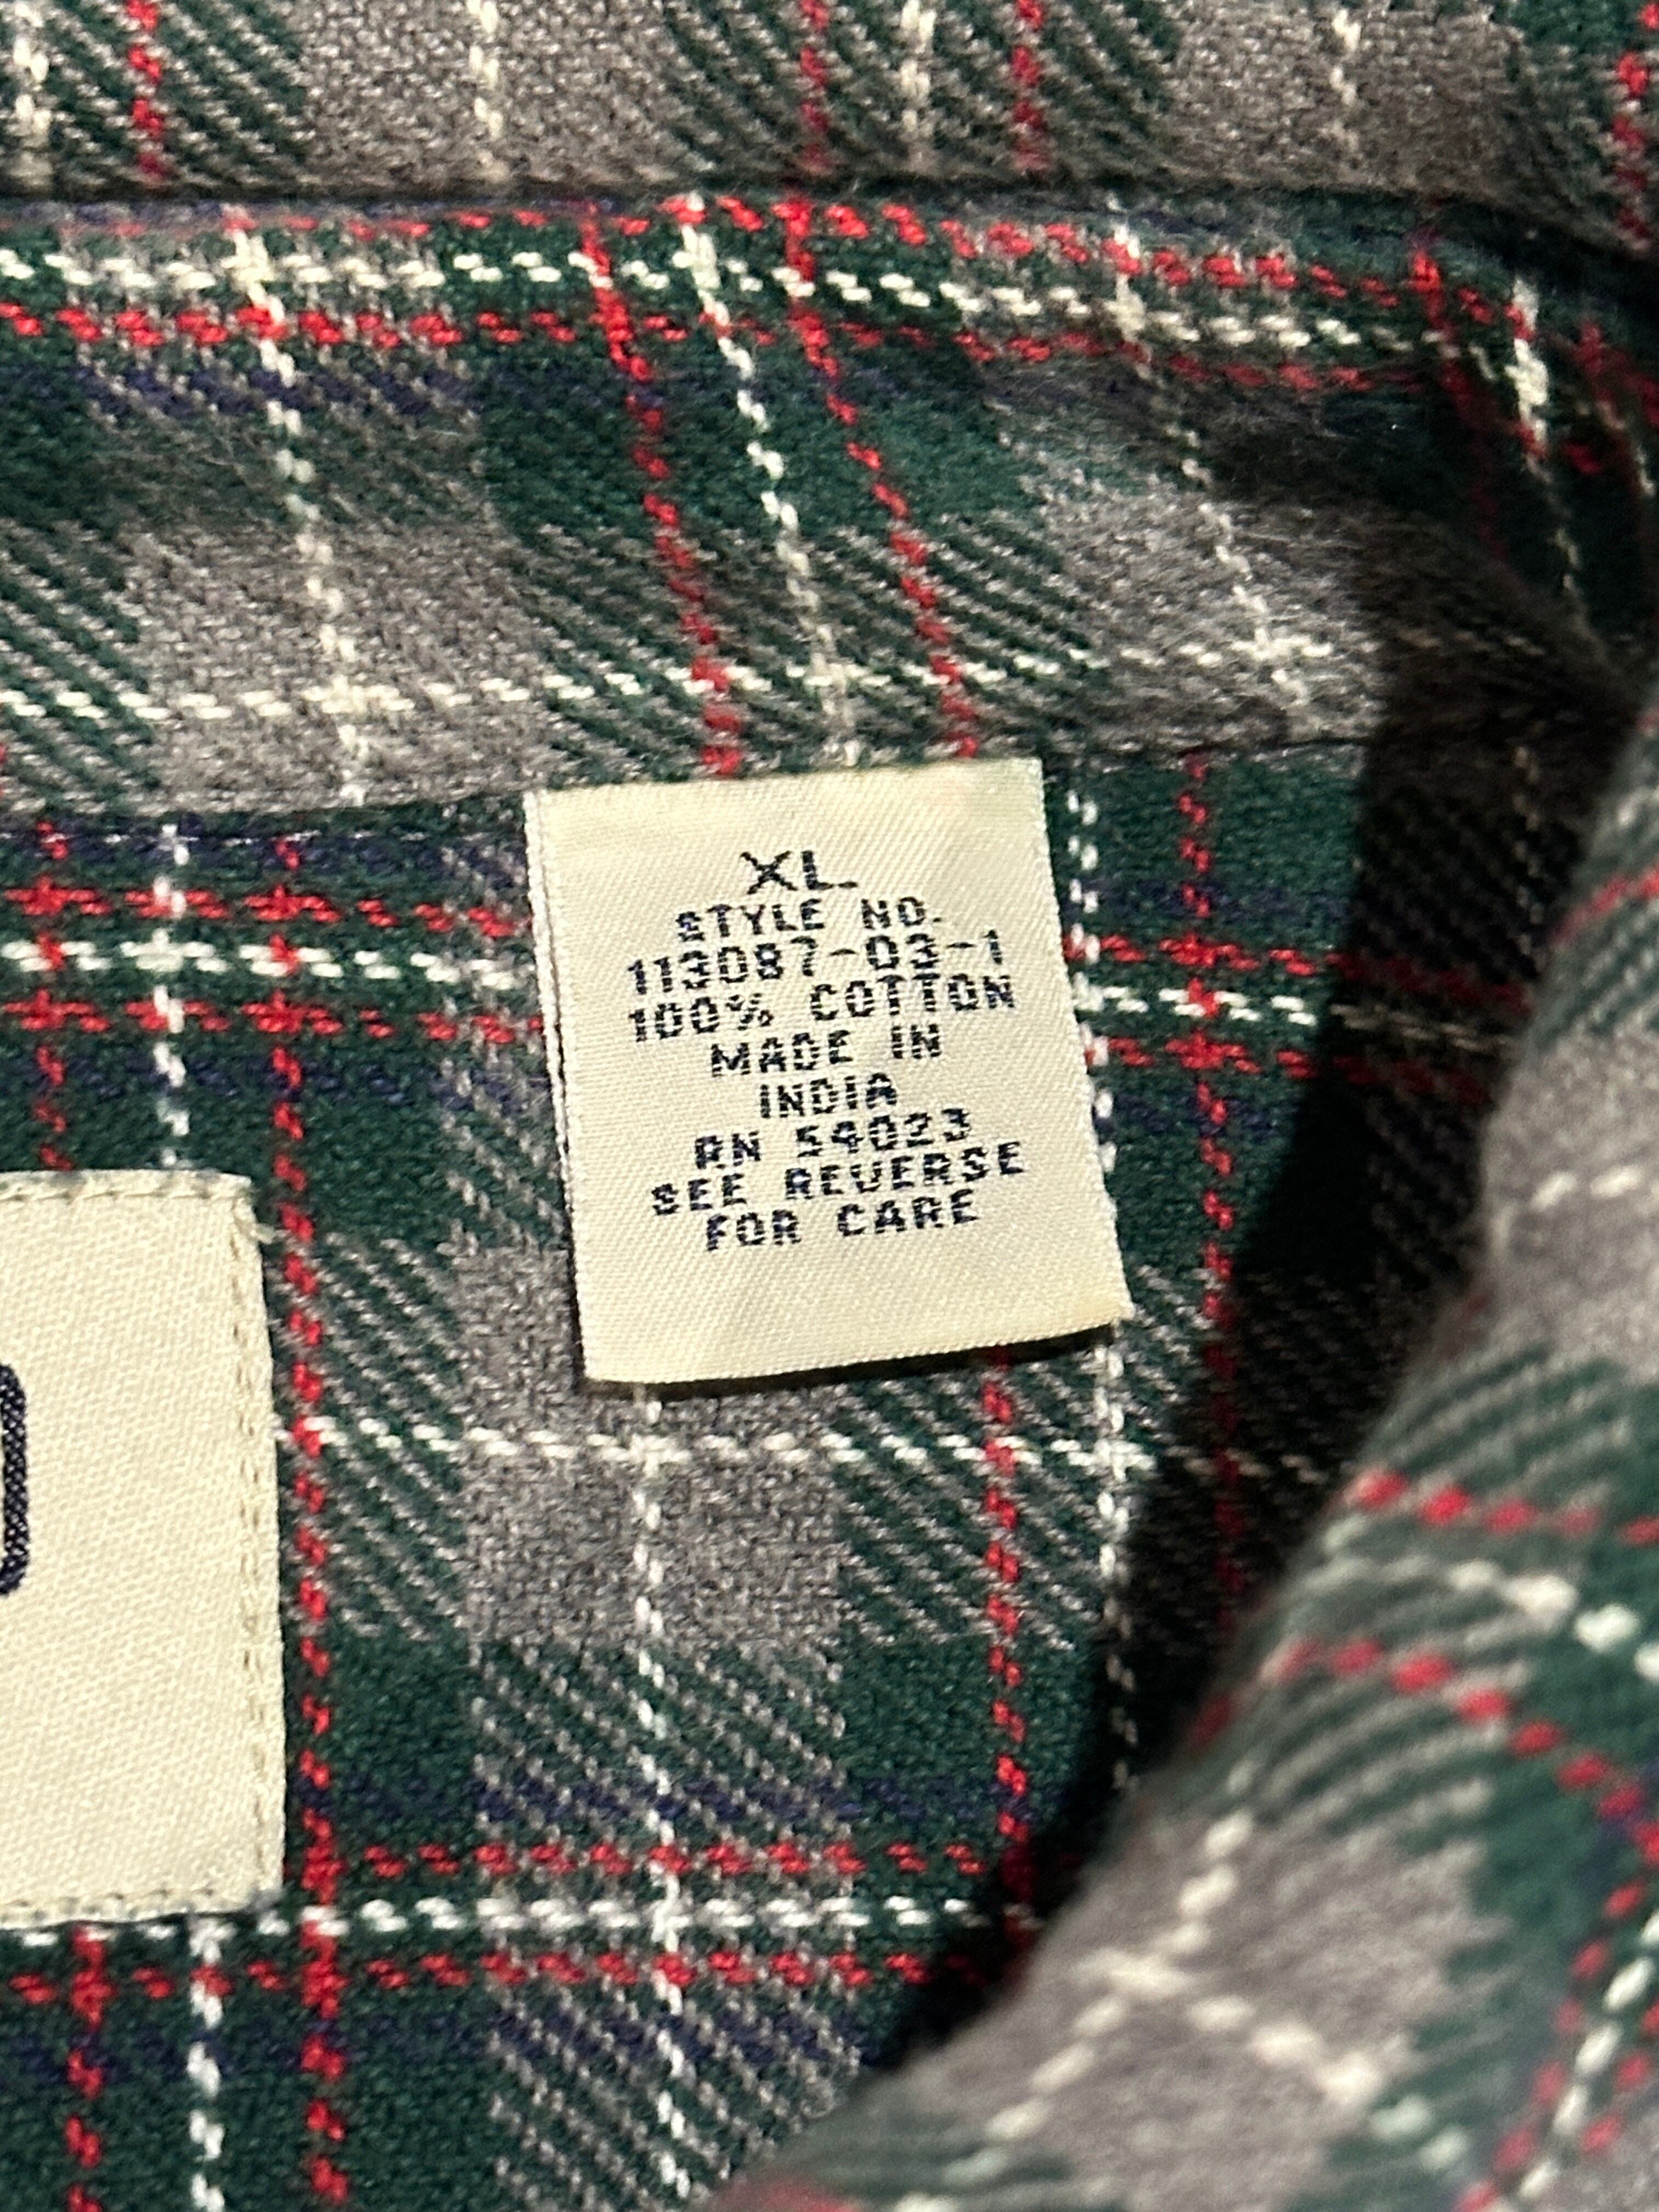 XL
STYLE NO.
113087-03-1
100% COTTON
MADE IN
INDIA
RN 54023
SEE REVERSE
FOR CARE